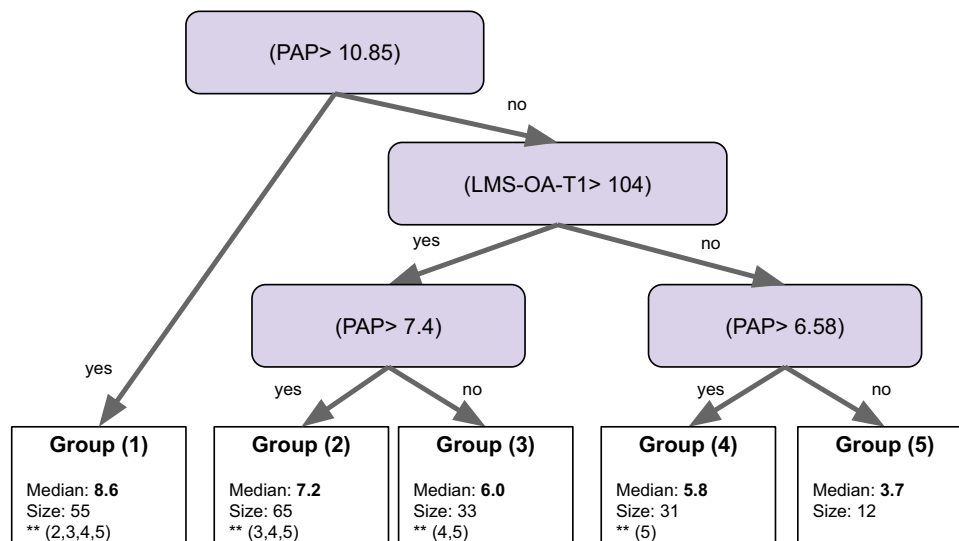 (PAP> 10.85)
no
(LMS-OA-T1> 104)
yes
no
(PAP> 7.4)
(PAP> 6.58)
yes
yes
no
yes
no
Group (1)
Median: 8.6
Size: 55
** (2,3,4,5)
Group (2)
Median: 7.2
Size: 65
** (3,4,5)
Group (3)
Median: 6.0
Size: 33
** (4,5)
Group (4)
Median: 5.8
Size: 31
** (5)
Group (5)
Median: 3.7
Size: 12